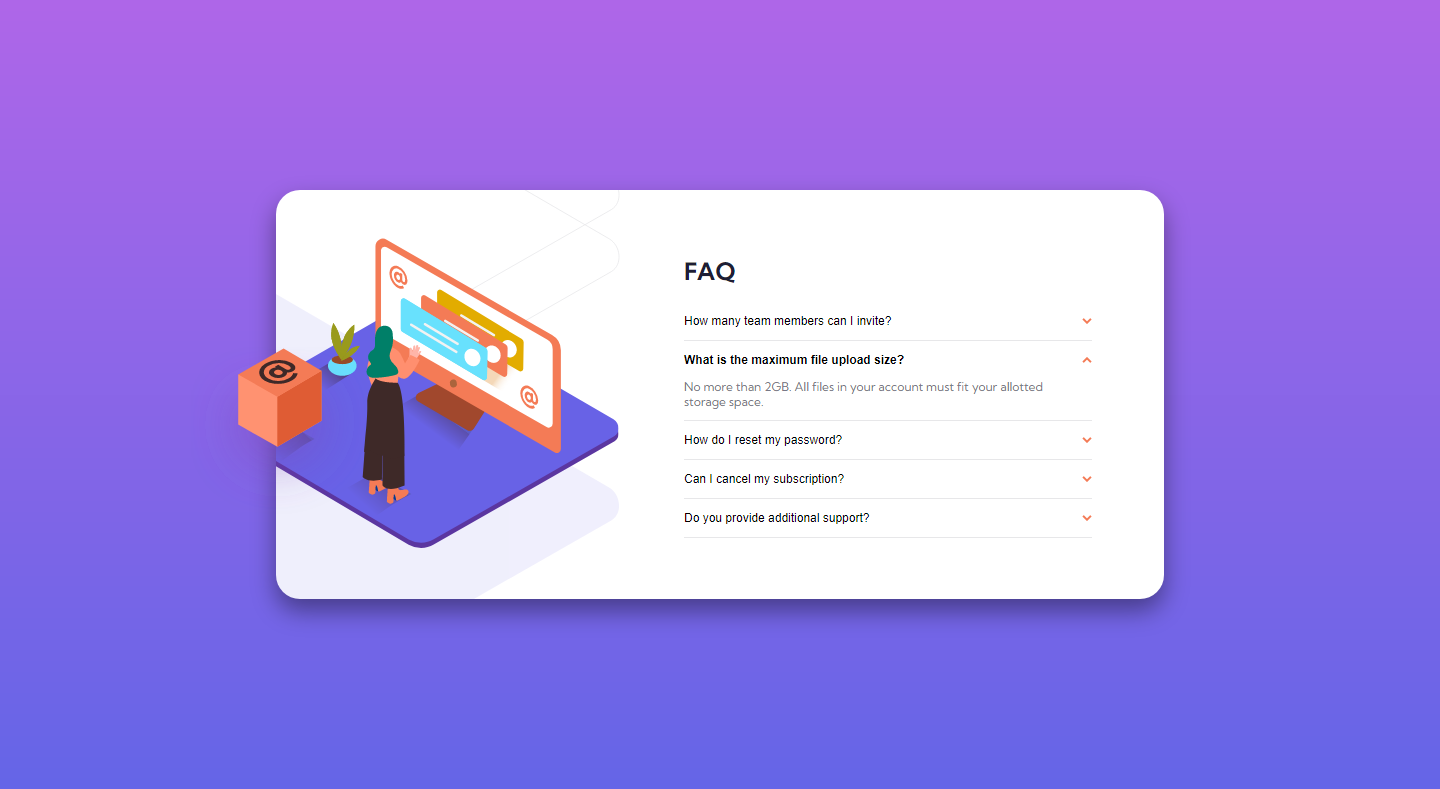 FAQ
How many team members can I invite?
What is the maximum file upload size?
No more than 2GB. All files in your account must fit your allotted
storage space.
How do I reset my password?
Can I cancel my subscription?
Do you provide additional support?
@
@
@